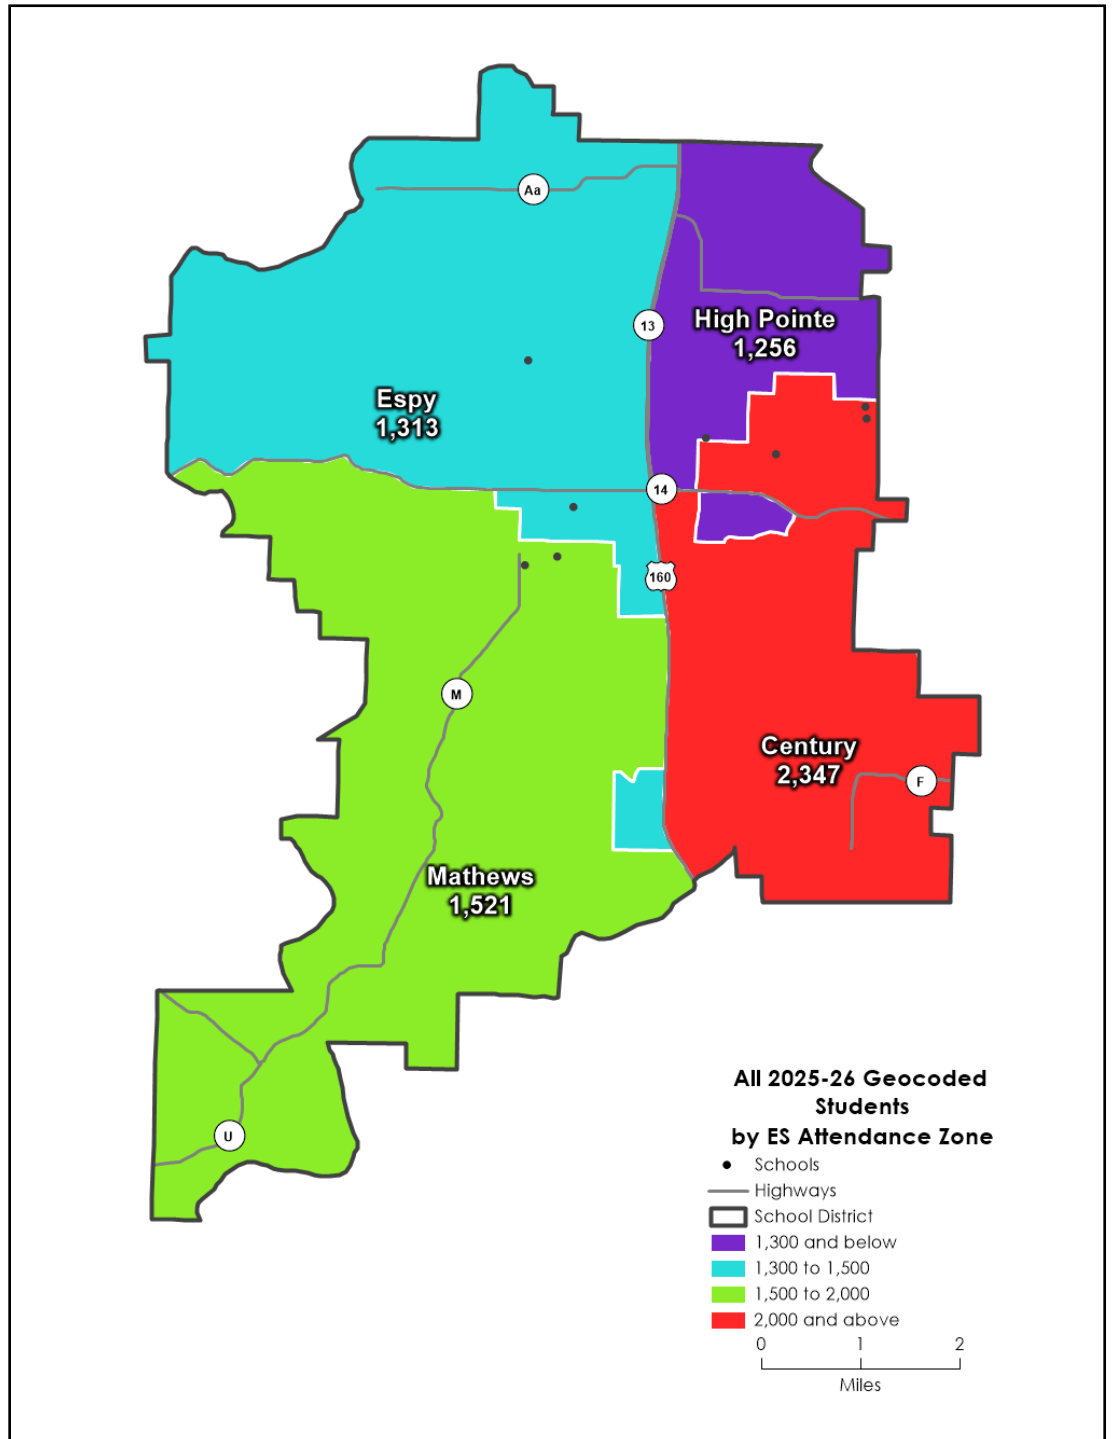 Aa
13
High Pointe
1,256
Espy
1,313
14
160
M
Century
2,347
F
Mathews
1,521
U
All 2025-26 Geocoded
Students
by ES Attendance Zone
Schools
Highways
School District
1,300 and below
1,300 to 1,500
1,500 to 2,000
2,000 and above
0 1 2
Miles